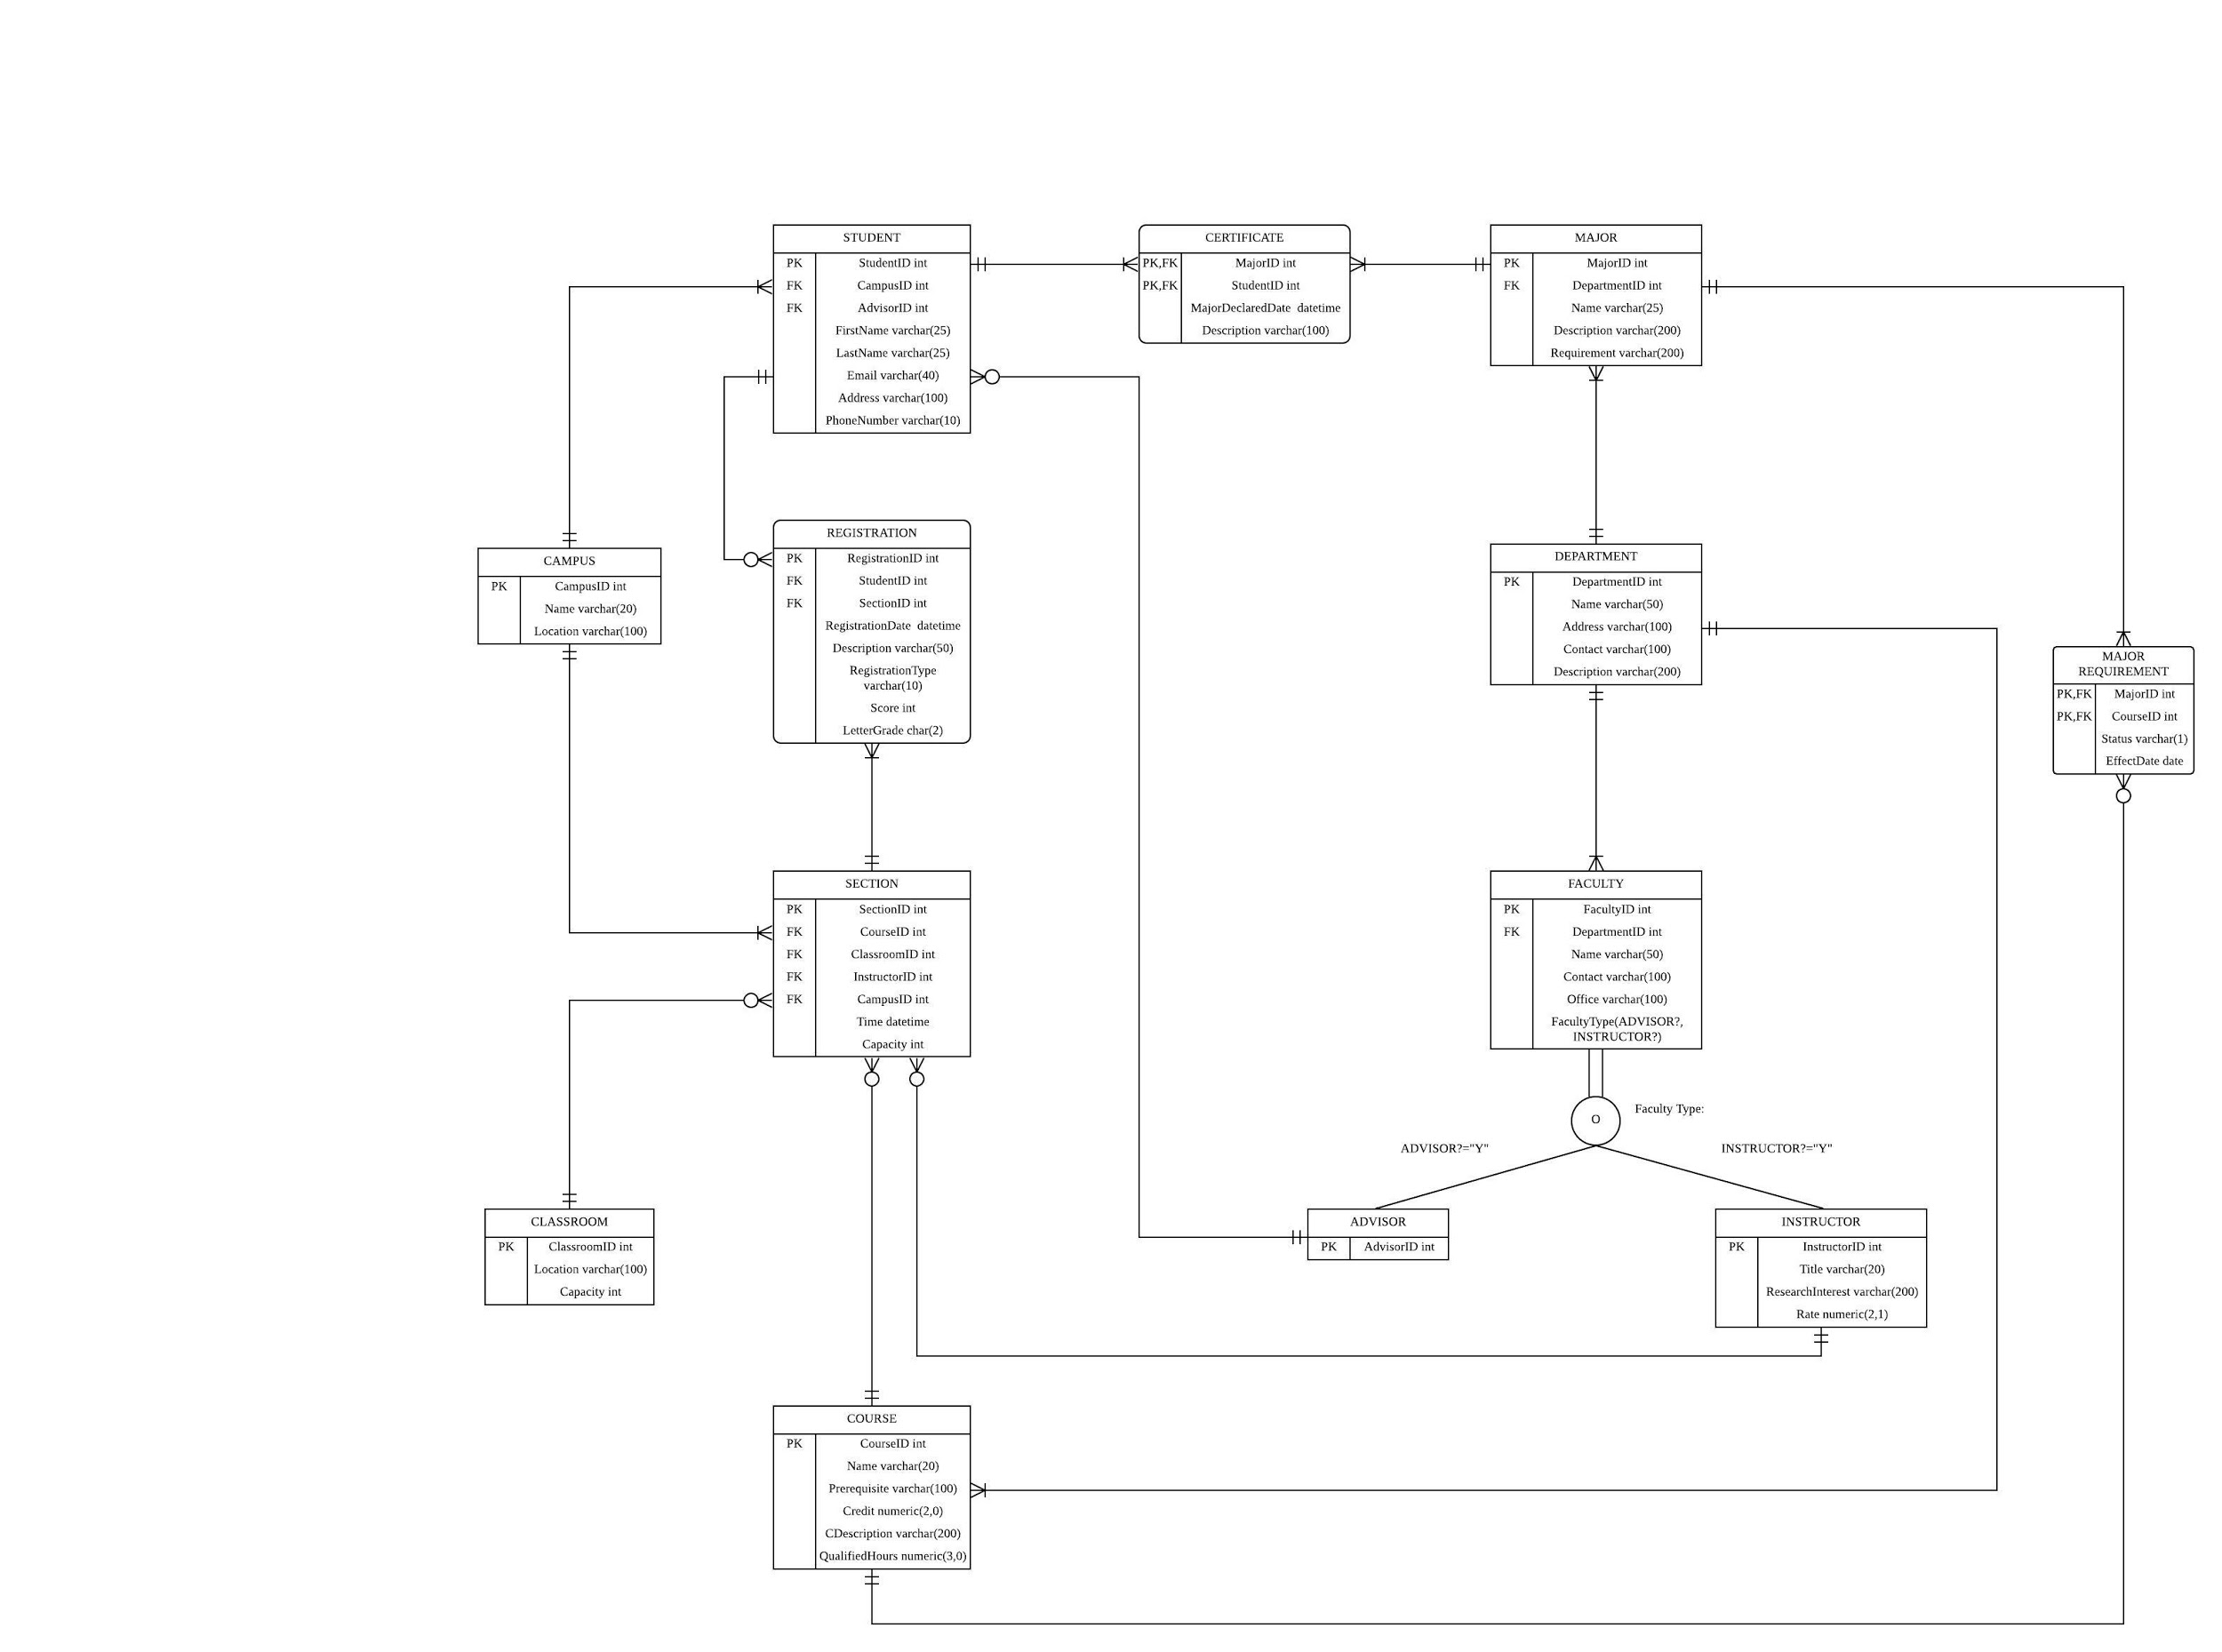 STUDENT
PK StudentID int
FK CampusID int
FK AdvisorID int
FirstName varchar(25)
LastName varchar(25)
Email varchar(40)
Address varchar(100)
PhoneNumber varchar(10)
CERTIFICATE
PK,FK MajorID int
PK,FK StudentID int
MajorDeclaredDate datetime
Description varchar(100)
MAJOR
PK MajorID int
FK DepartmentID int
Name varchar(25)
Description varchar(200)
Requirement varchar(200)
CAMPUS
PK CampusID int
Name varchar(20)
Location varchar(100)
REGISTRATION
PK RegistrationID int
FK StudentID int
FK SectionID int
RegistrationDate datetime
Description varchar(50)
RegistrationType
varchar(10)
Score int
LetterGrade char(2)
DEPARTMENT
PK DepartmentID int
Name varchar(50)
Address varchar(100)
Contact varchar(100)
Description varchar(200)
MAJOR
REQUIREMENT
PK,FK MajorID int
PK,FK CourseID int
Status varchar(1)
EffectDate date
SECTION
PK SectionID int
FK CourseID int
FK ClassroomID int
FK InstructorID int
FK CampusID int
Time datetime
Capacity int
FACULTY
PK FacultyID int
FK DepartmentID int
Name varchar(50)
Contact varchar(100)
Office varchar(100)
FacultyType(ADVISOR?,
INSTRUCTOR?)
O
Faculty Type:
ADVISOR?="Y"
INSTRUCTOR?="Y"
CLASSROOM
PK ClassroomID int
Location varchar(100)
Capacity int
ADVISOR
PK AdvisorID int
INSTRUCTOR
PK InstructorID int
Title varchar(20)
ResearchInterest varchar(200)
Rate numeric(2,1)
COURSE
PK CourseID int
Name varchar(20)
Prerequisite varchar(100)
Credit numeric(2,0)
CDescription varchar(200)
QualifiedHours numeric(3,0)